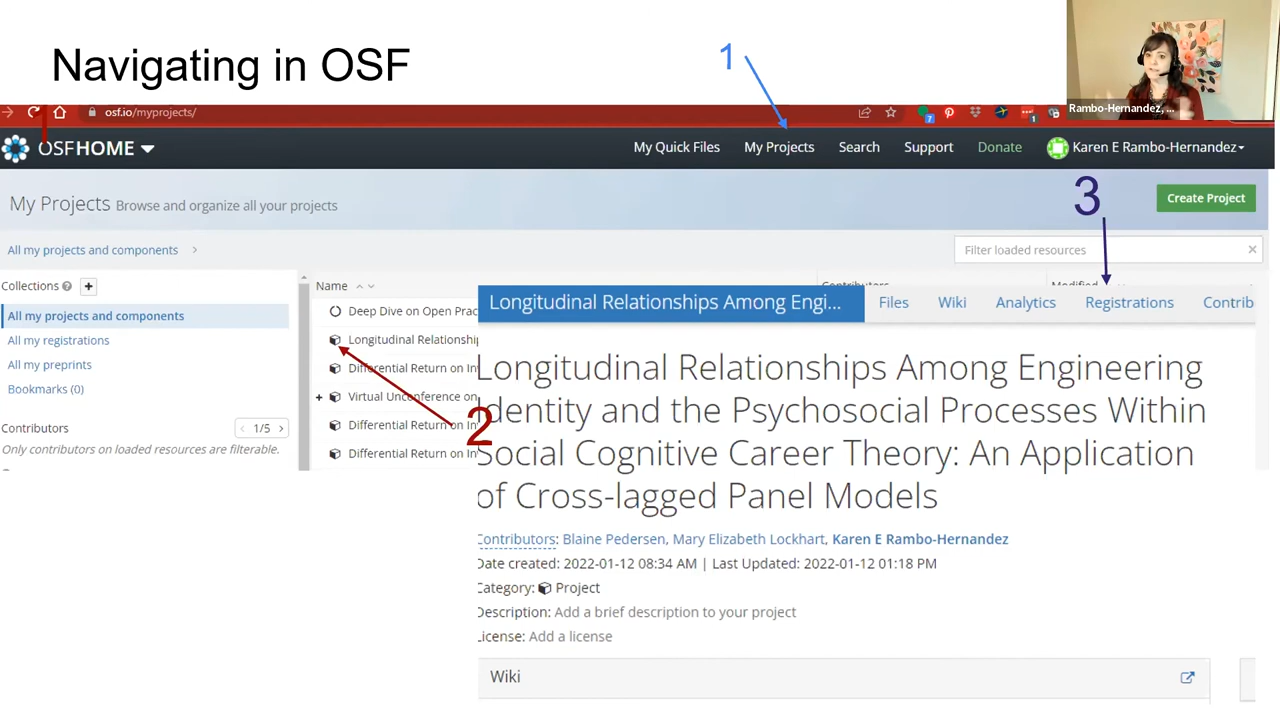 Navigating in OSF
1
Rambo-Hernandez, ...
osf.io/myprojects/
7
1
OSFHOME
My Quick Files
My Projects
Search
Support
Donate
Karen E Rambo-Hernandez
My Projects Browse and organize all your projects
3
Create Project
All my projects and components
Filter loaded resources
Collections
Name
All my projects and components
All my registrations
All my preprints
Bookmarks (0)
Contributors
1/5
Only contributors on loaded resources are filterable.
Deep Dive on Open Prac
Longitudinal Relationship
Differential Return on In
Virtual Unconference on
Differential Return on In
Differential Return on In
2
Contributors
Modified
Longitudinal Relationships Among Engi...
Files
Wiki
Analytics
Registrations
Contrib
Longitudinal Relationships Among Engineering
Identity and the Psychosocial Processes Within
Social Cognitive Career Theory: An Application
of Cross-lagged Panel Models
Contributors: Blaine Pedersen, Mary Elizabeth Lockhart, Karen E Rambo-Hernandez
Date created: 2022-01-12 08:34 AM | Last Updated: 2022-01-12 01:18 PM
Category: Project
Description: Add a brief description to your project
License: Add a license
Wiki